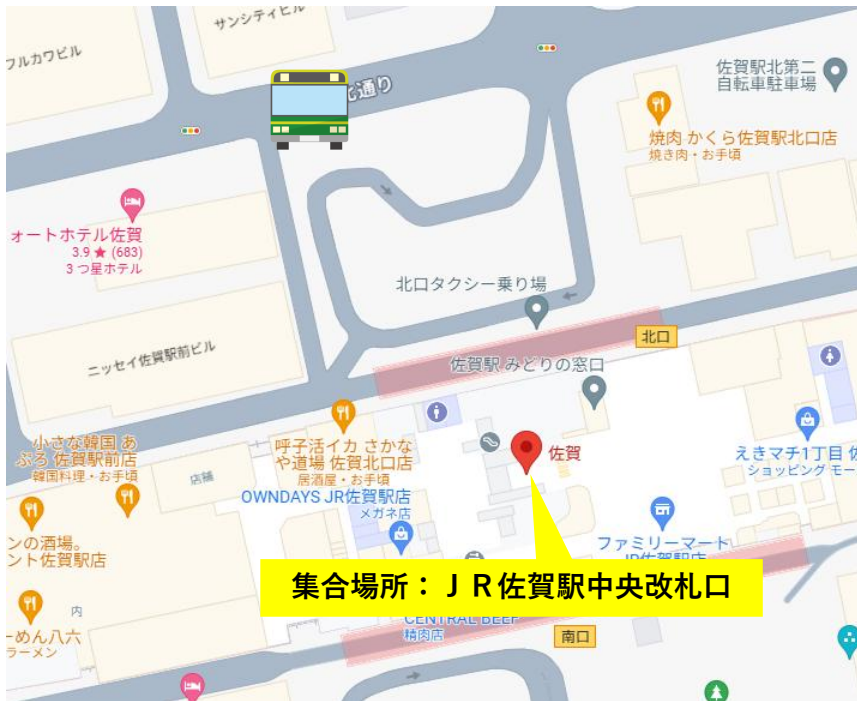 サンシティビル
フルカワビル
北通り
佐賀駅北第二
自転車駐車場
焼肉 かくら佐賀駅北口店
焼き肉・お手頃
ォートホテル佐賀
3.9 ★ (683)
3 つ星ホテル
北口タクシー乗り場
北口
ニッセイ佐賀駅前ビル
佐賀駅 みどりの窓口
小さな韓国 あ
ぷろ 佐賀駅前店
韓国料理・お手頃
店舗
呼子活イカ さかな
や道場 佐賀北口店
居酒屋・お手頃
佐賀
えきマチ1丁目 佐
ショッピング モー
OWNDAYS JR佐賀駅店
メガネ店
ンの酒場。
ント佐賀駅店
ファミリーマート
JR佐賀駅店
集合場所：ＪＲ佐賀駅中央改札口
内
CENTRAL BEEF
精肉店
南口
ーめん八六
ラーメン